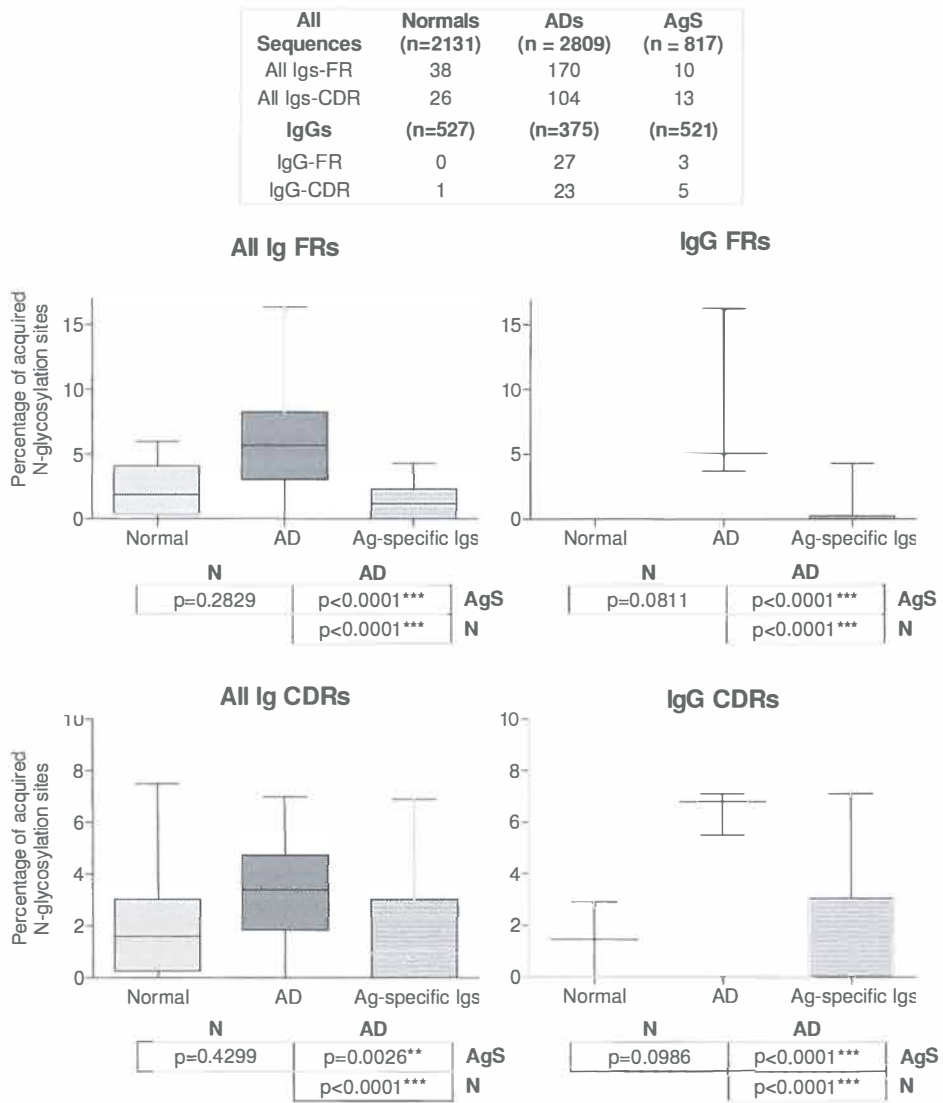 All Normals ADs AgS
Sequences (n=2131) (n = 2809) (n = 817)
All Igs-FR 38 170 10
All Igs-CDR 26 104 13
IgGs (n=527) (n=375) (n=521)
IgG-FR 0 27 3
IgG-CDR 1 23 5
All Ig FRs
Percentage of acquired
N-glycosylation sites
15
10
5
0
Normal AD Ag-specific Igs
N AD
p=0.2829 p<0.0001*** AgS
p<0.0001*** N
IgG FRs
15
10
5
0
Normal AD Ag-specific Igs
N AD
p=0.0811 p<0.0001*** AgS
p<0.0001*** N
All Ig CDRs
Percentage of acquired
N-glycosylation sites
10
8
6
4
2
0
Normal AD Ag-specific Igs
N AD
p=0.4299 p=0.0026** AgS
p<0.0001*** N
IgG CDRs
10
8
6
4
2
0
Normal AD Ag-specific Igs
N AD
p=0.0986 p<0.0001*** AgS
p<0.0001*** N